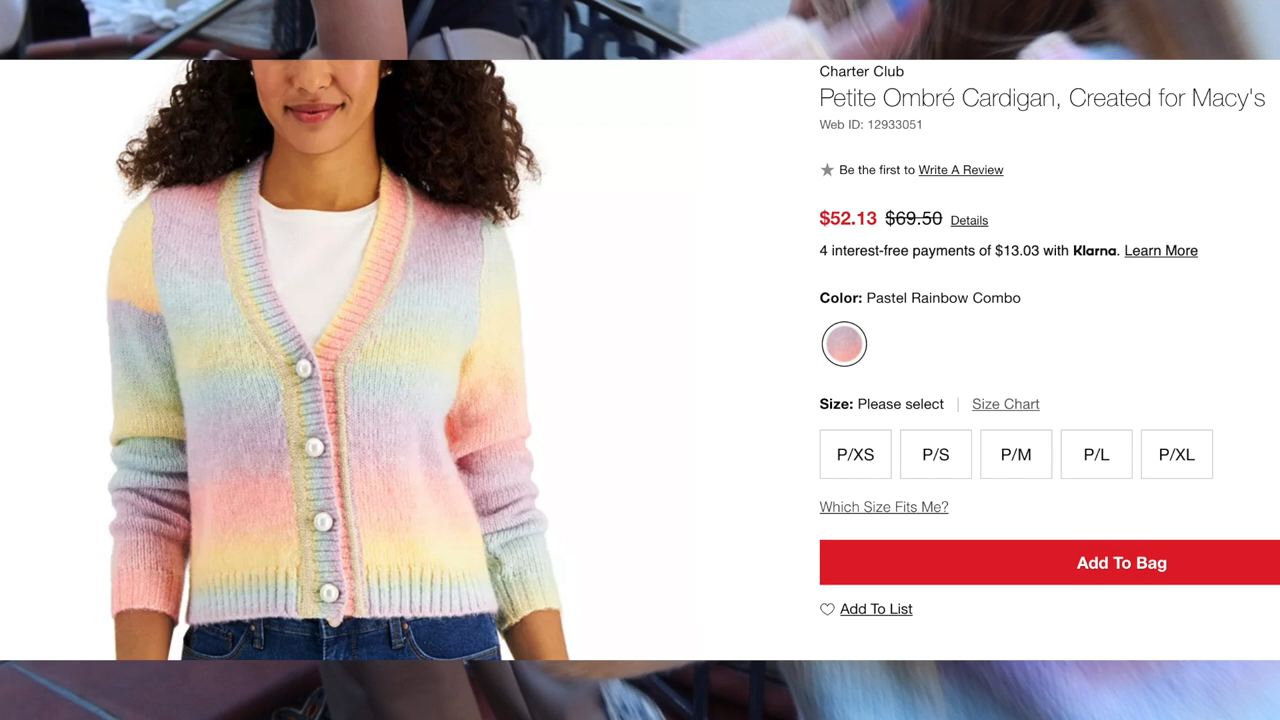 Charter Club
Petite Ombré Cardigan, Created for Macy's
Web ID: 12933051
★ Be the first to Write A Review
$52.13 $69.50 Details
4 interest-free payments of $13.03 with Klarna. Learn More
Color: Pastel Rainbow Combo
Size: Please select | Size Chart
P/XS P/S P/M P/L P/XL
Which Size Fits Me?
Add To Bag
Add To List